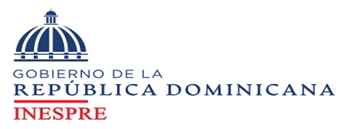 GOBIERNO DE LA
REPÚBLICA DOMINICANA
INESPRE